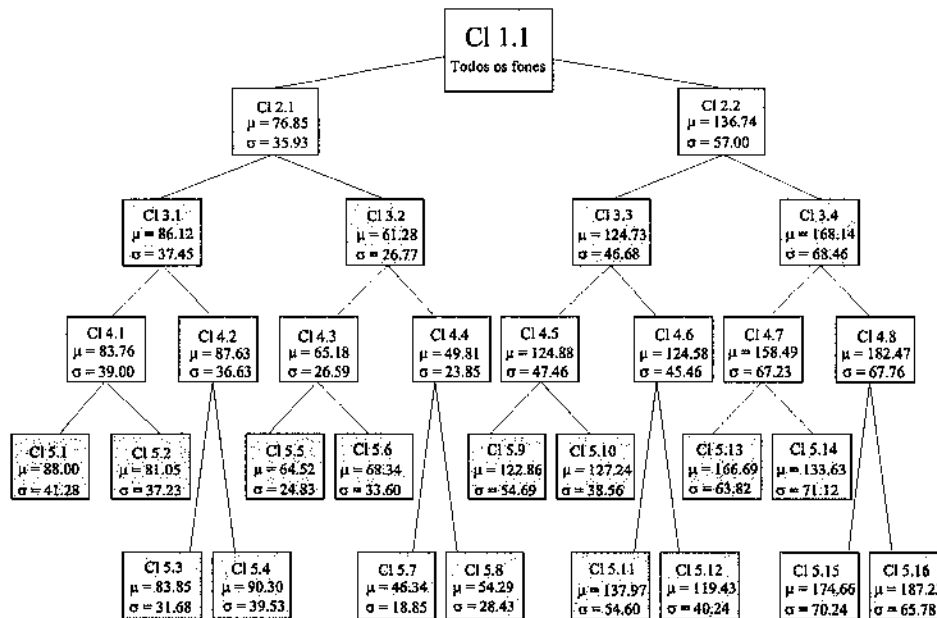 Cl 1.1
Todos os fones
Cl 2.1
μ = 76.85
σ = 35.93
Cl 2.2
μ = 136.74
σ = 57.00
Cl 3.1
μ = 86.12
σ = 37.45
Cl 3.2
μ = 61.28
σ = 26.77
Cl 3.3
μ = 124.73
σ = 46.68
Cl 3.4
μ = 168.14
σ = 68.46
Cl 4.1
μ = 83.76
σ = 39.00
Cl 4.2
μ = 87.63
σ = 36.63
Cl 4.3
μ = 65.18
σ = 26.59
Cl 4.4
μ = 49.81
σ = 23.85
Cl 4.5
μ = 124.88
σ = 47.46
Cl 4.6
μ = 124.58
σ = 45.46
Cl 4.7
μ = 158.49
σ = 67.23
Cl 4.8
μ = 182.47
σ = 67.76
Cl 5.1
μ = 88.00
σ = 41.28
Cl 5.2
μ = 81.05
σ = 37.23
Cl 5.5
μ = 64.52
σ = 24.83
Cl 5.6
μ = 68.34
σ = 33.60
Cl 5.9
μ = 122.86
σ = 54.69
Cl 5.10
μ = 127.24
σ = 38.56
Cl 5.13
μ = 166.69
σ = 63.82
Cl 5.14
μ = 133.63
σ = 71.12
Cl 5.3
μ = 83.85
σ = 31.68
Cl 5.4
μ = 90.30
σ = 39.53
Cl 5.7
μ = 46.34
σ = 18.85
Cl 5.8
μ = 54.29
σ = 28.43
Cl 5.11
μ = 137.97
σ = 54.60
Cl 5.12
μ = 119.43
σ = 40.24
Cl 5.15
μ = 174.66
σ = 70.24
Cl 5.16
μ = 187.2
σ = 65.78